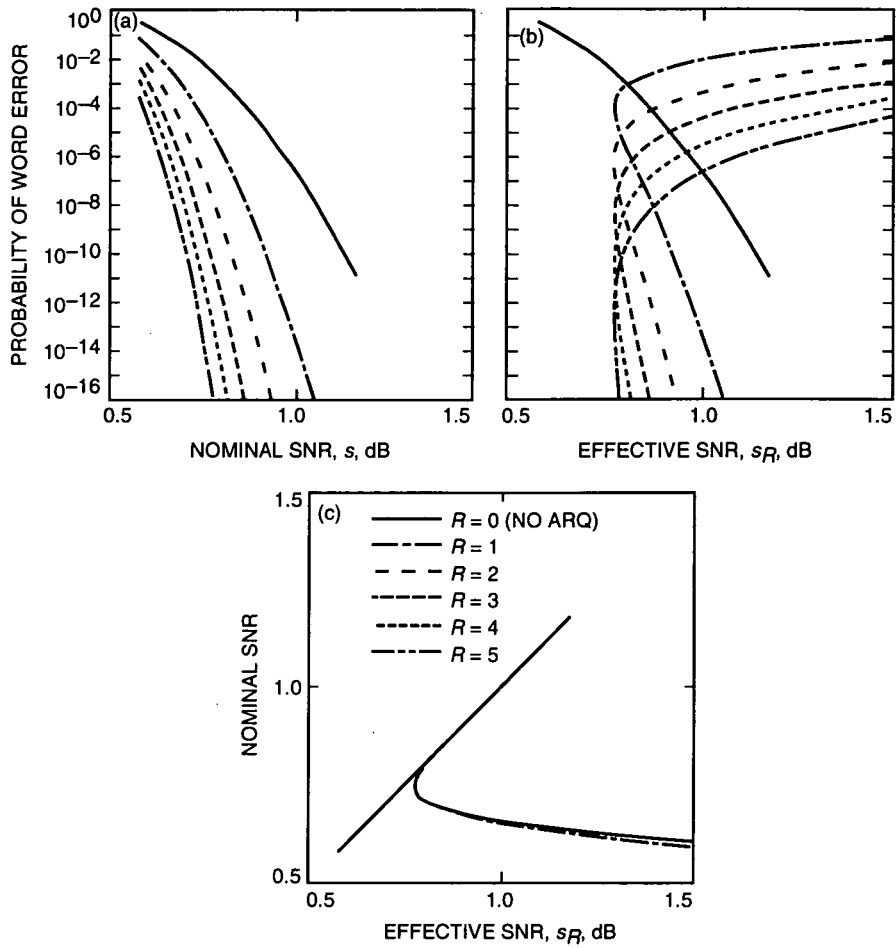 (a)
PROBABILITY OF WORD ERROR
10^0
10^-2
10^-4
10^-6
10^-8
10^-10
10^-12
10^-14
10^-16
0.5
1.0
1.5
NOMINAL SNR, s, dB
(b)
0.5
1.0
1.5
EFFECTIVE SNR, s_R, dB
(c)
1.5
1.0
0.5
NOMINAL SNR
R = 0 (NO ARQ)
R = 1
R = 2
R = 3
R = 4
R = 5
0.5
1.0
1.5
EFFECTIVE SNR, s_R, dB